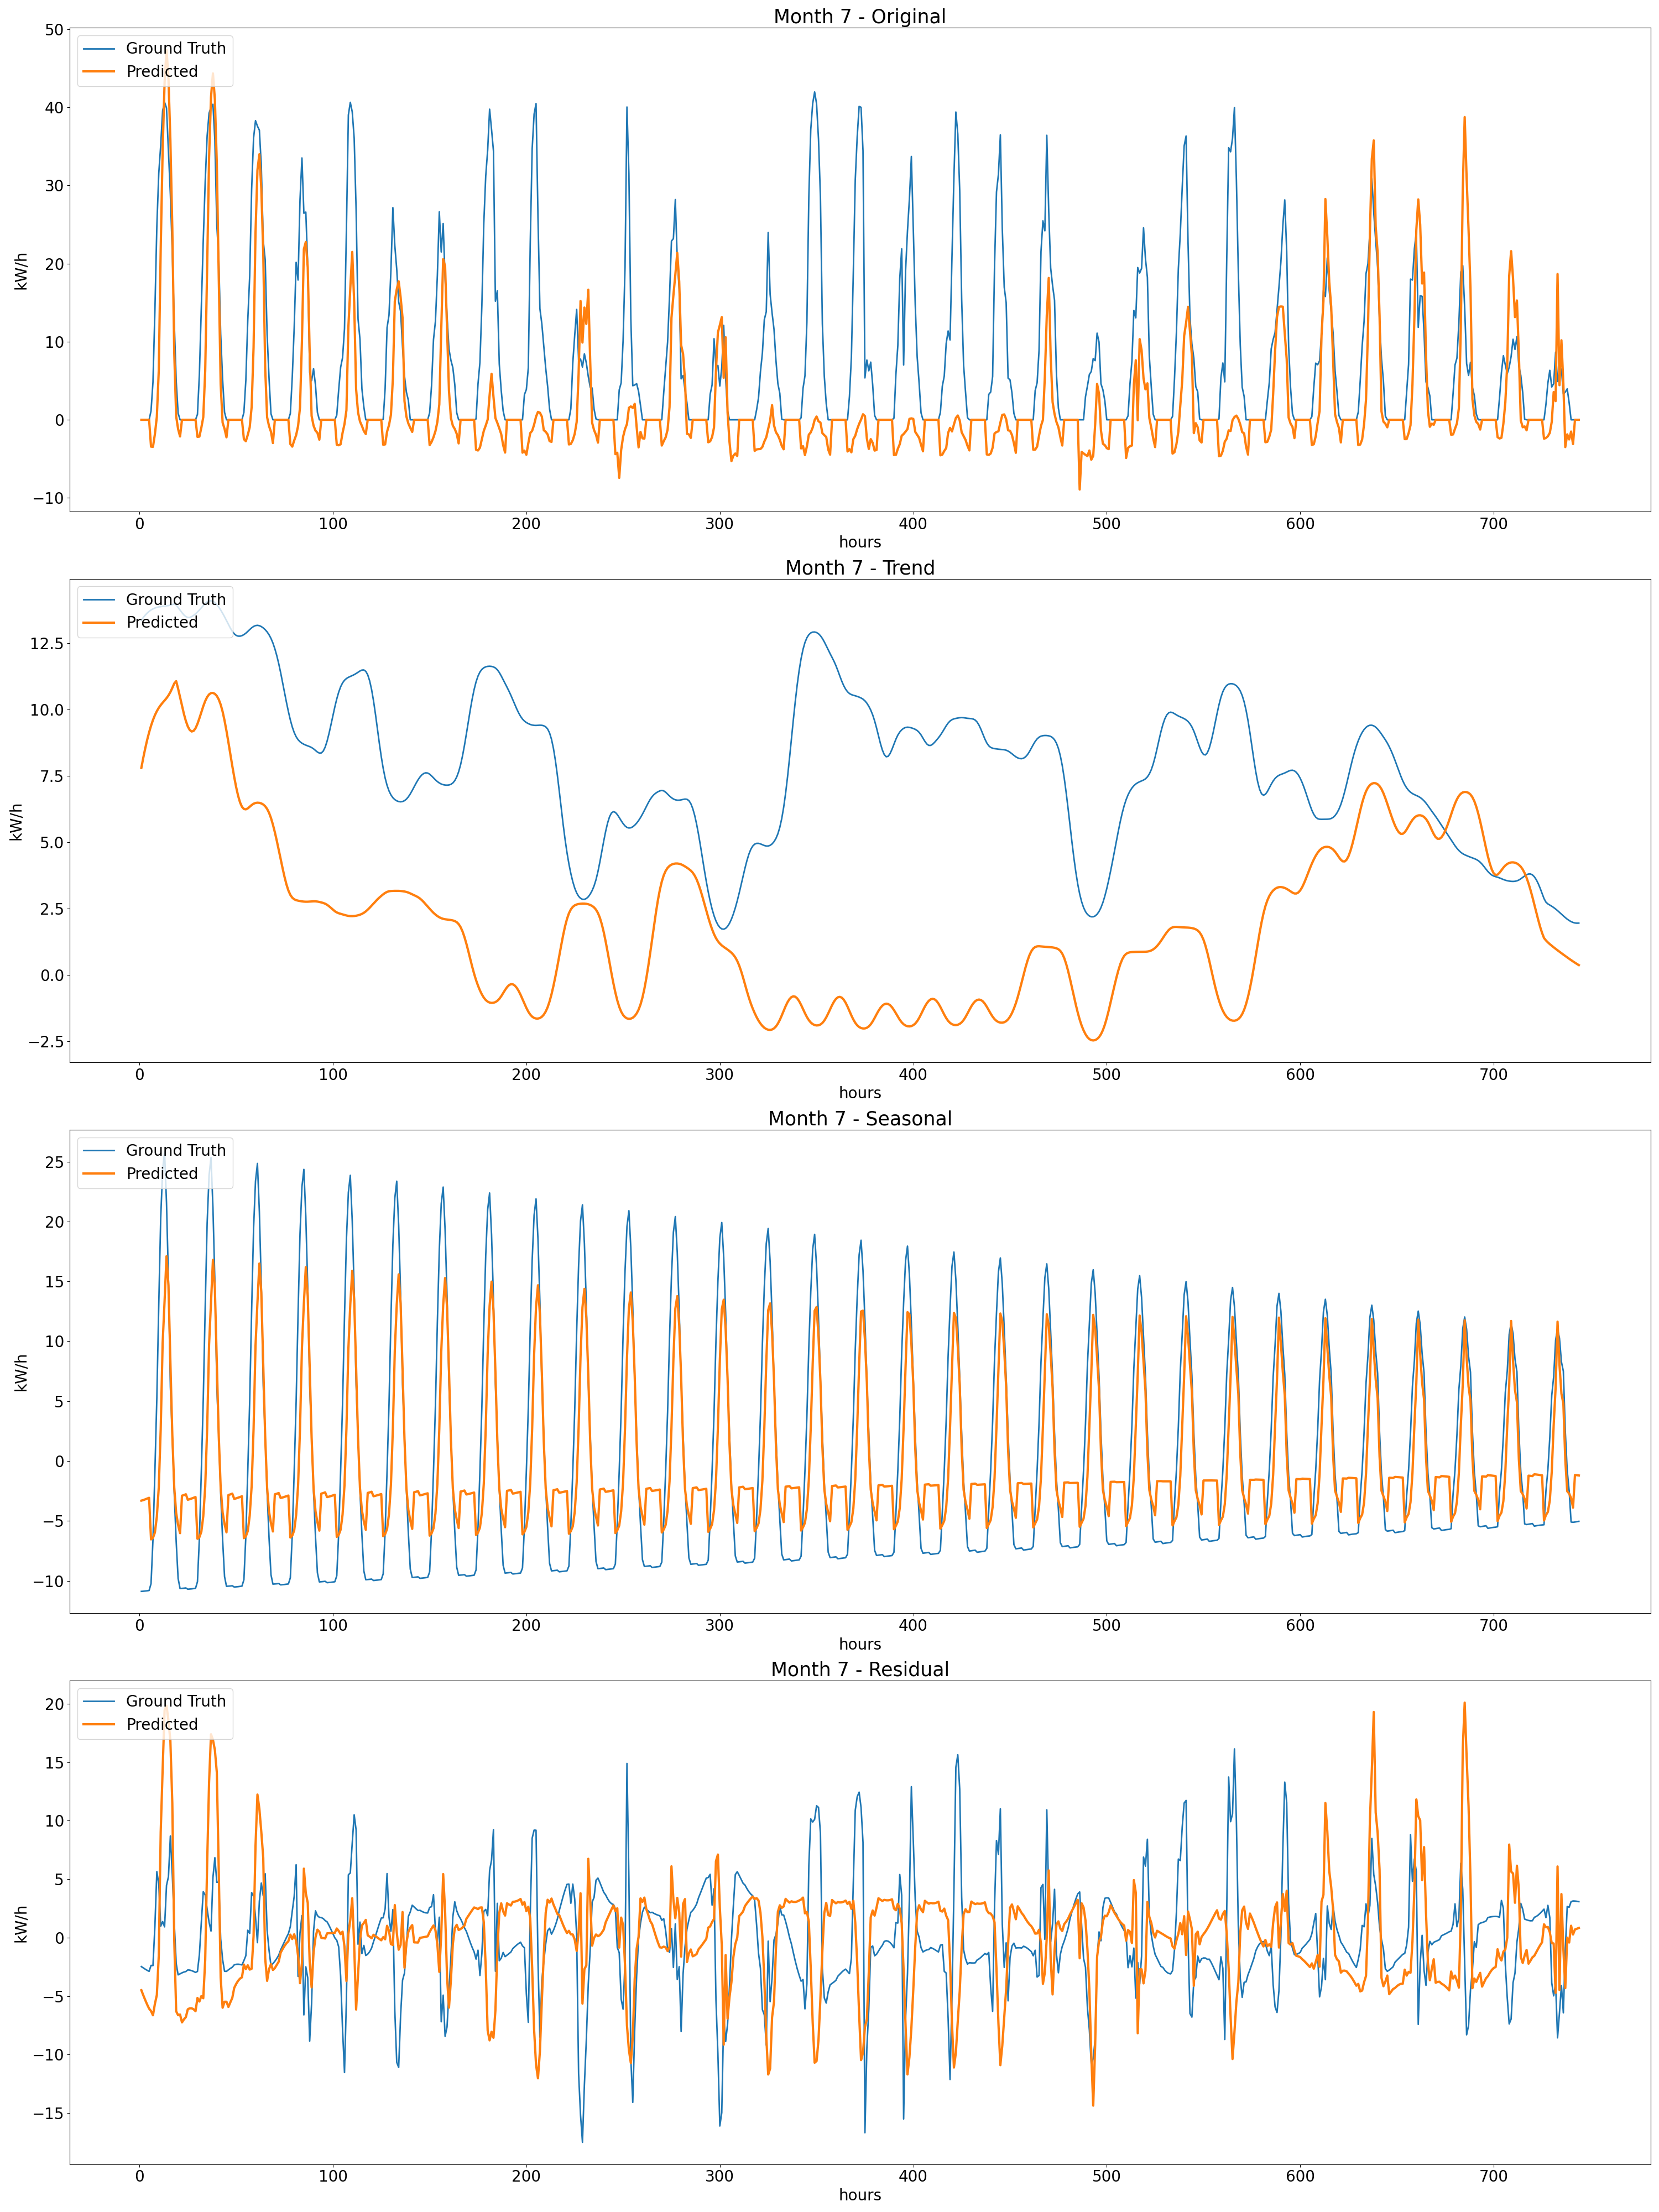 Month 7 - Original
Ground Truth
Predicted
50
40
30
20
10
0
−10
kW/h
0 100 200 300 400 500 600 700
hours
Month 7 - Trend
Ground Truth
Predicted
12.5
10.0
7.5
5.0
2.5
0.0
−2.5
kW/h
0 100 200 300 400 500 600 700
hours
Month 7 - Seasonal
Ground Truth
Predicted
25
20
15
10
5
0
−5
−10
kW/h
0 100 200 300 400 500 600 700
hours
Month 7 - Residual
Ground Truth
Predicted
20
15
10
5
0
−5
−10
−15
kW/h
0 100 200 300 400 500 600 700
hours